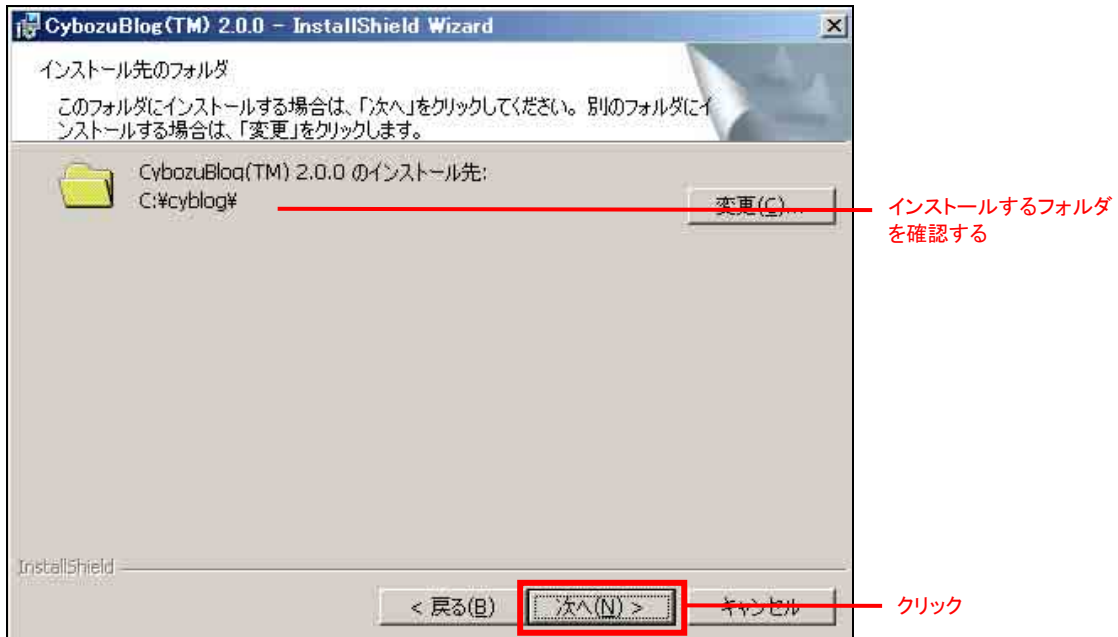 CybozuBlog(TM) 2.0.0 - InstallShield Wizard
インストール先のフォルダ
このフォルダにインストールする場合は、「次へ」をクリックしてください。別のフォルダにイ
ンストールする場合は、「変更」をクリックします。
CybozuBlog(TM) 2.0.0 のインストール先:
C:¥cyblog¥
変更(C)...
インストールするフォルダ
を確認する
InstallShield
< 戻る(B)
次へ(N) >
キャンセル
クリック